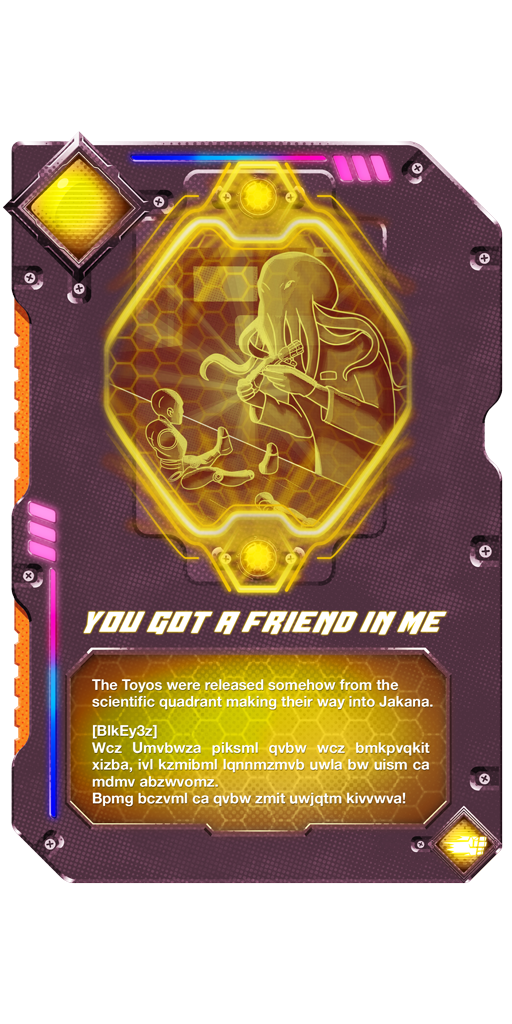 YOU GOT A FRIEND IN ME
The Toyos were released somehow from the
scientific quadrant making their way into Jakana.
[BlkEy3z]
Wcz Umvbwza piksml qvbw wcz bmkpvqkit
xizba, ivl kzmibml lqnnmzmvb uwla bw uism ca
mdmv abzwvomz.
Bpmg bczvml ca qvbw zmit uwjqtm kivvwva!